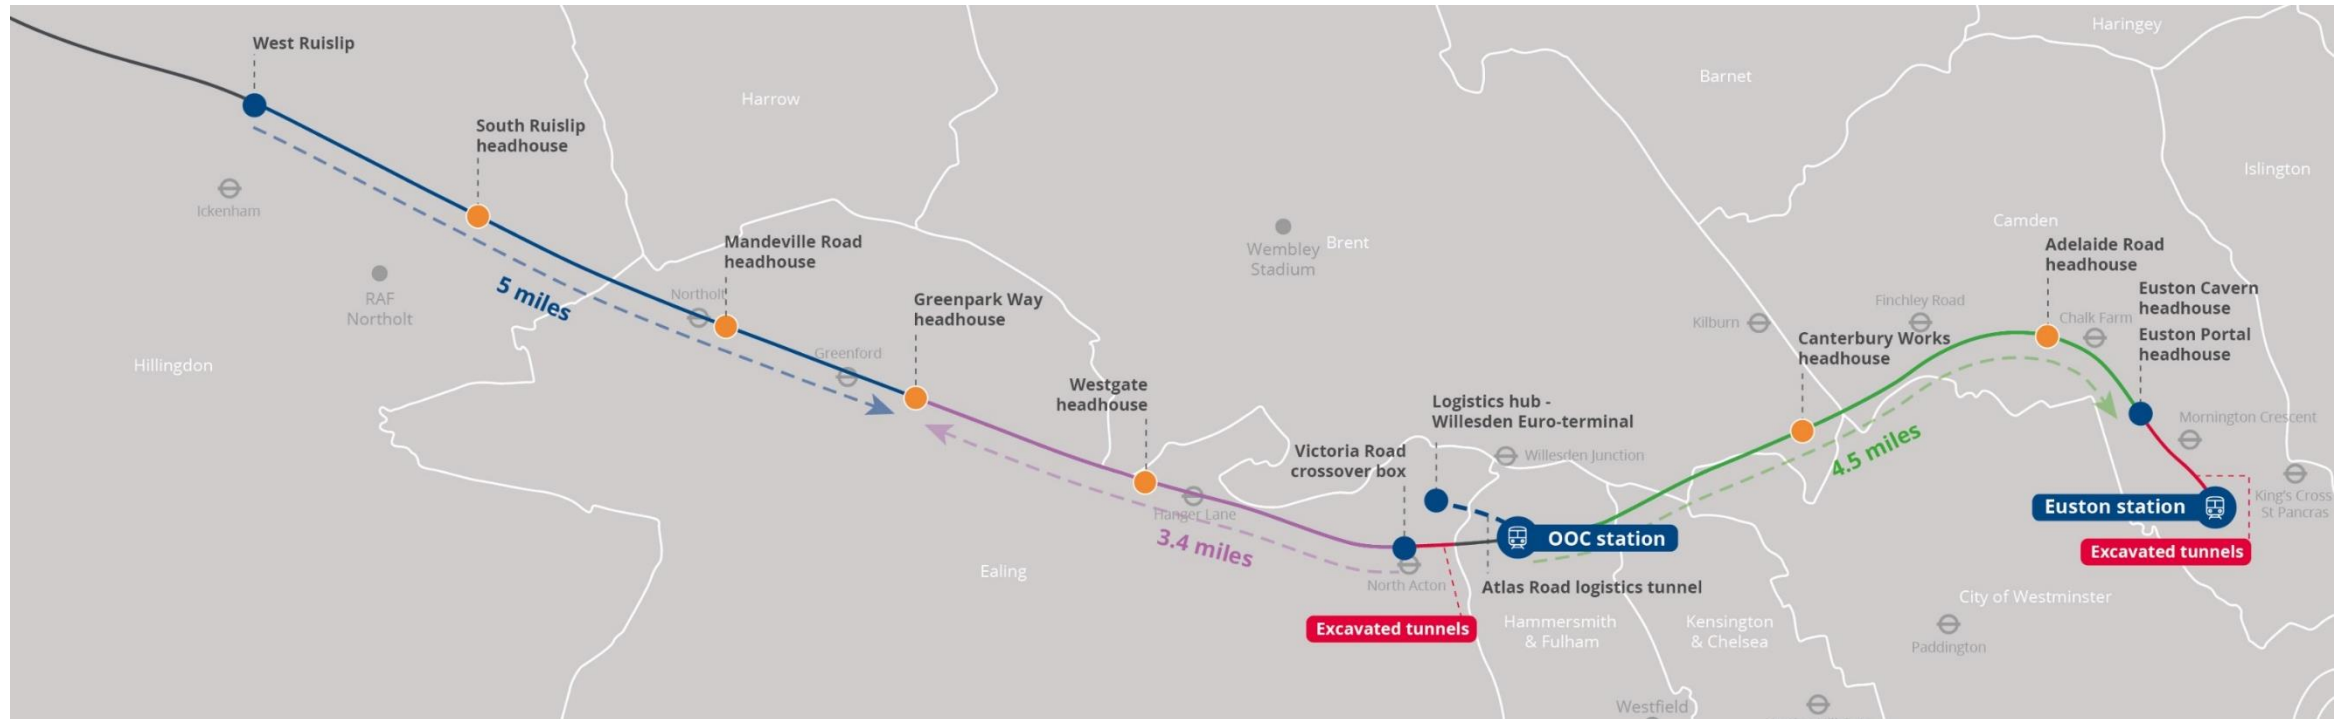 West Ruislip
South Ruislip
headhouse
Ickenham
RAF
Northolt
Hillingdon
5 miles
Harrow
Mandeville Road
headhouse
Northolt
Greenford
Greenpark Way
headhouse
Westgate
headhouse
Hanger Lane
3.4 miles
Ealing
Wembley
Stadium
Brent
Victoria Road
crossover box
North Acton
Excavated tunnels
Logistics hub -
Willesden Euro-terminal
Willesden Junction
OOC station
Atlas Road logistics tunnel
Hammersmith
& Fulham
Kensington
& Chelsea
Westfield
Barnet
Haringey
Islington
Camden
Kilburn
Finchley Road
Canterbury Works
headhouse
4.5 miles
Adelaide Road
headhouse
Chalk Farm
Euston Cavern
headhouse
Euston Portal
headhouse
Mornington Crescent
King's Cross
St Pancras
Euston station
Excavated tunnels
City of Westminster
Paddington